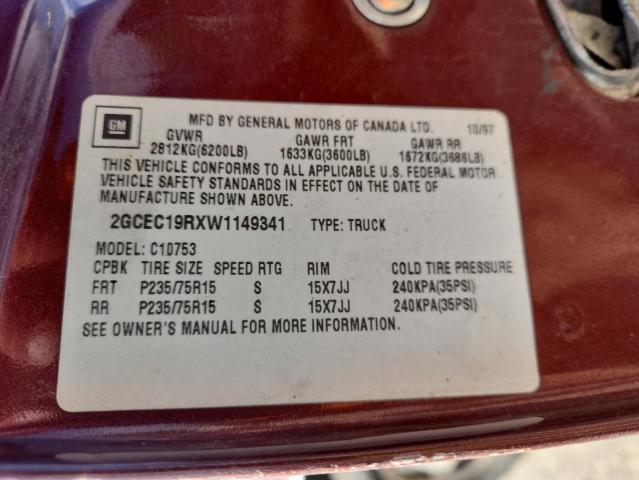 GM
MFD BY GENERAL MOTORS OF CANADA LTD. 10/97
GVWR GAWR FRT GAWR RR
2812KG(6200LB) 1633KG(3600LB) 1672KG(3686LB)
THIS VEHICLE CONFORMS TO ALL APPLICABLE U.S. FEDERAL MOTOR
VEHICLE SAFETY STANDARDS IN EFFECT ON THE DATE OF
MANUFACTURE SHOWN ABOVE.
2GCEC19RXW1149341 TYPE: TRUCK
MODEL: C10753
CPBK TIRE SIZE SPEED RTG RIM COLD TIRE PRESSURE
FRT P235/75R15 S 15X7JJ 240KPA(35PSI)
RR P235/75R15 S 15X7JJ 240KPA(35PSI)
SEE OWNER'S MANUAL FOR MORE INFORMATION.